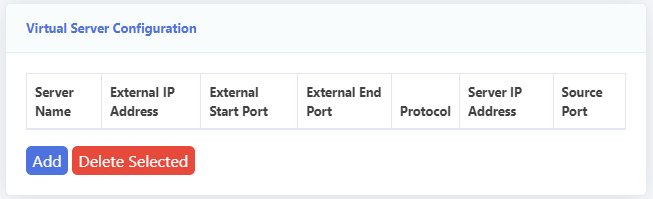 Virtual Server Configuration
Server Name
External IP Address
External Start Port
External End Port
Protocol
Server IP Address
Source Port
Add
Delete Selected